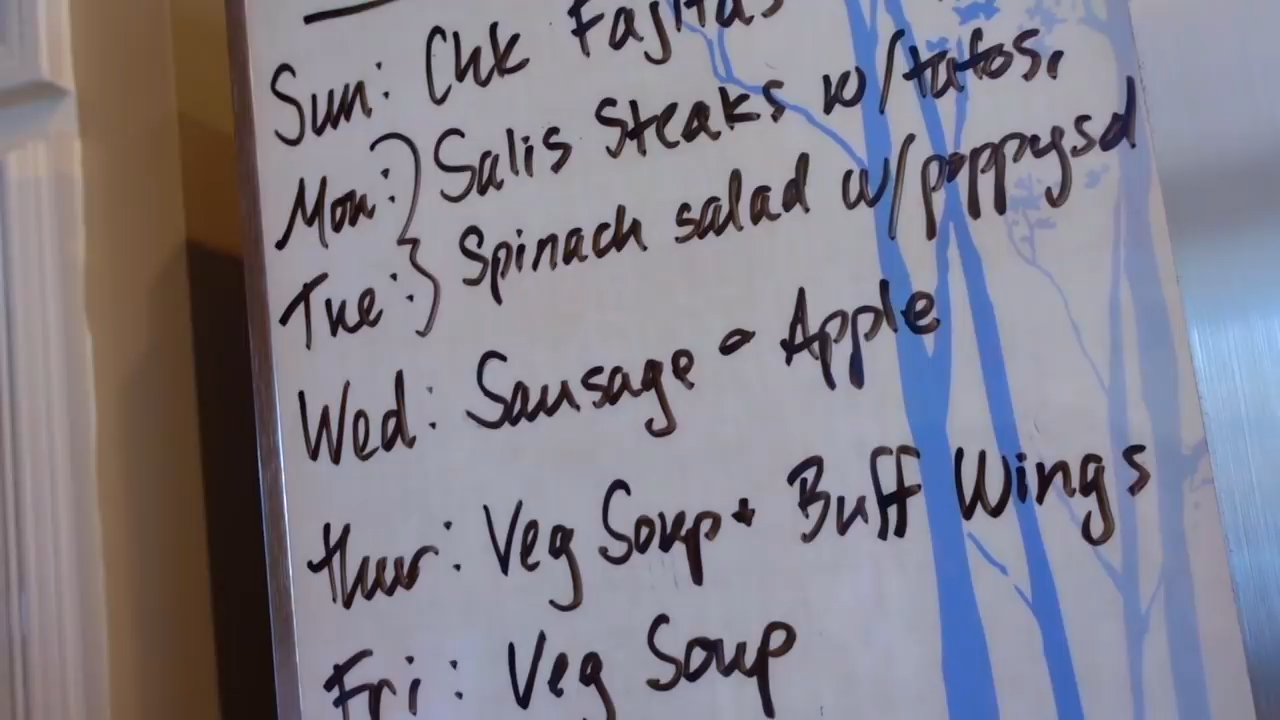 Sun: Chk Fajitas
Mon: Salis Steaks w/tatos.
Tue: Spinach salad w/poppysd
Wed: Sausage - Apple
thur: Veg Soup + Buff Wings
Fri: Veg Soup